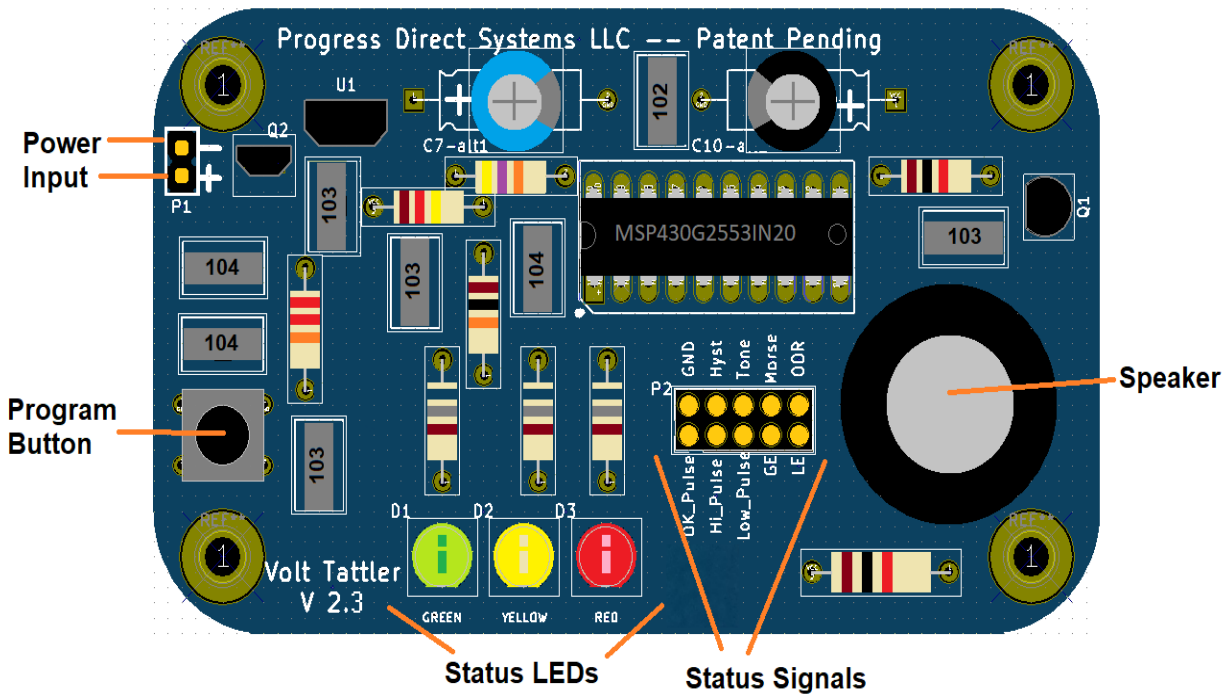 Progress Direct Systems LLC -- Patent Pending
REF**
REF**
1
1
U1
102
C7-alt1
C10-a
Power
Input
Q2
P1
103
MSP430G2553IN20
Q1
103
104
103
104
104
GND
Hyst
Tone
Morse
OOR
P2
Speaker
Program
Button
103
OK_Pulse
Hi_Pulse
Low_Pulse
GE
LE
REF**
REF**
1
1
D1
D2
D3
Volt Tattler
V 2.3
GREEN
YELLOW
RED
Status LEDs
Status Signals